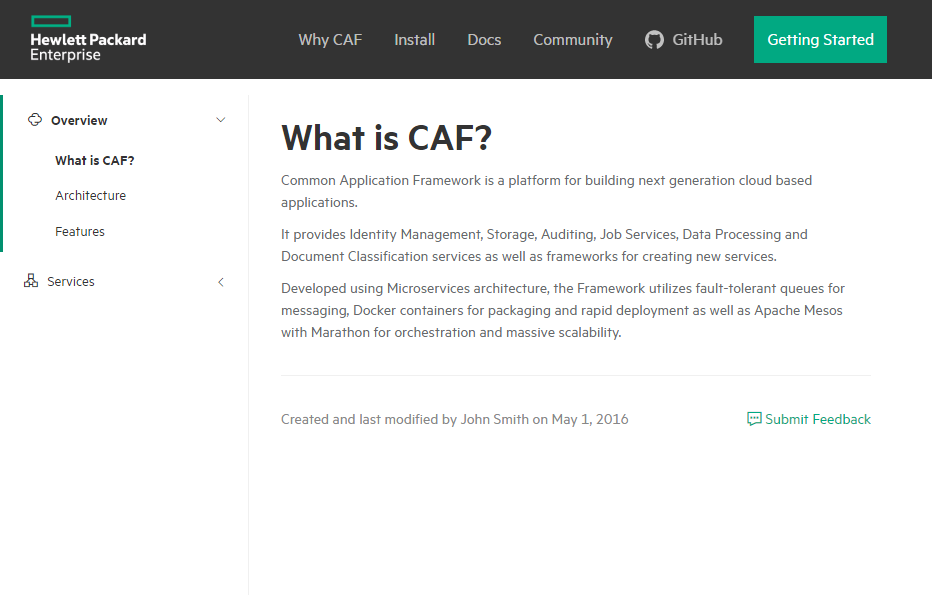 Hewlett Packard
Enterprise
Why CAF
Install
Docs
Community
GitHub
Getting Started
Overview
What is CAF?
Architecture
Features
Services
What is CAF?
Common Application Framework is a platform for building next generation cloud based
applications.
It provides Identity Management, Storage, Auditing, Job Services, Data Processing and
Document Classification services as well as frameworks for creating new services.
Developed using Microservices architecture, the Framework utilizes fault-tolerant queues for
messaging, Docker containers for packaging and rapid deployment as well as Apache Mesos
with Marathon for orchestration and massive scalability.
Created and last modified by John Smith on May 1, 2016
Submit Feedback